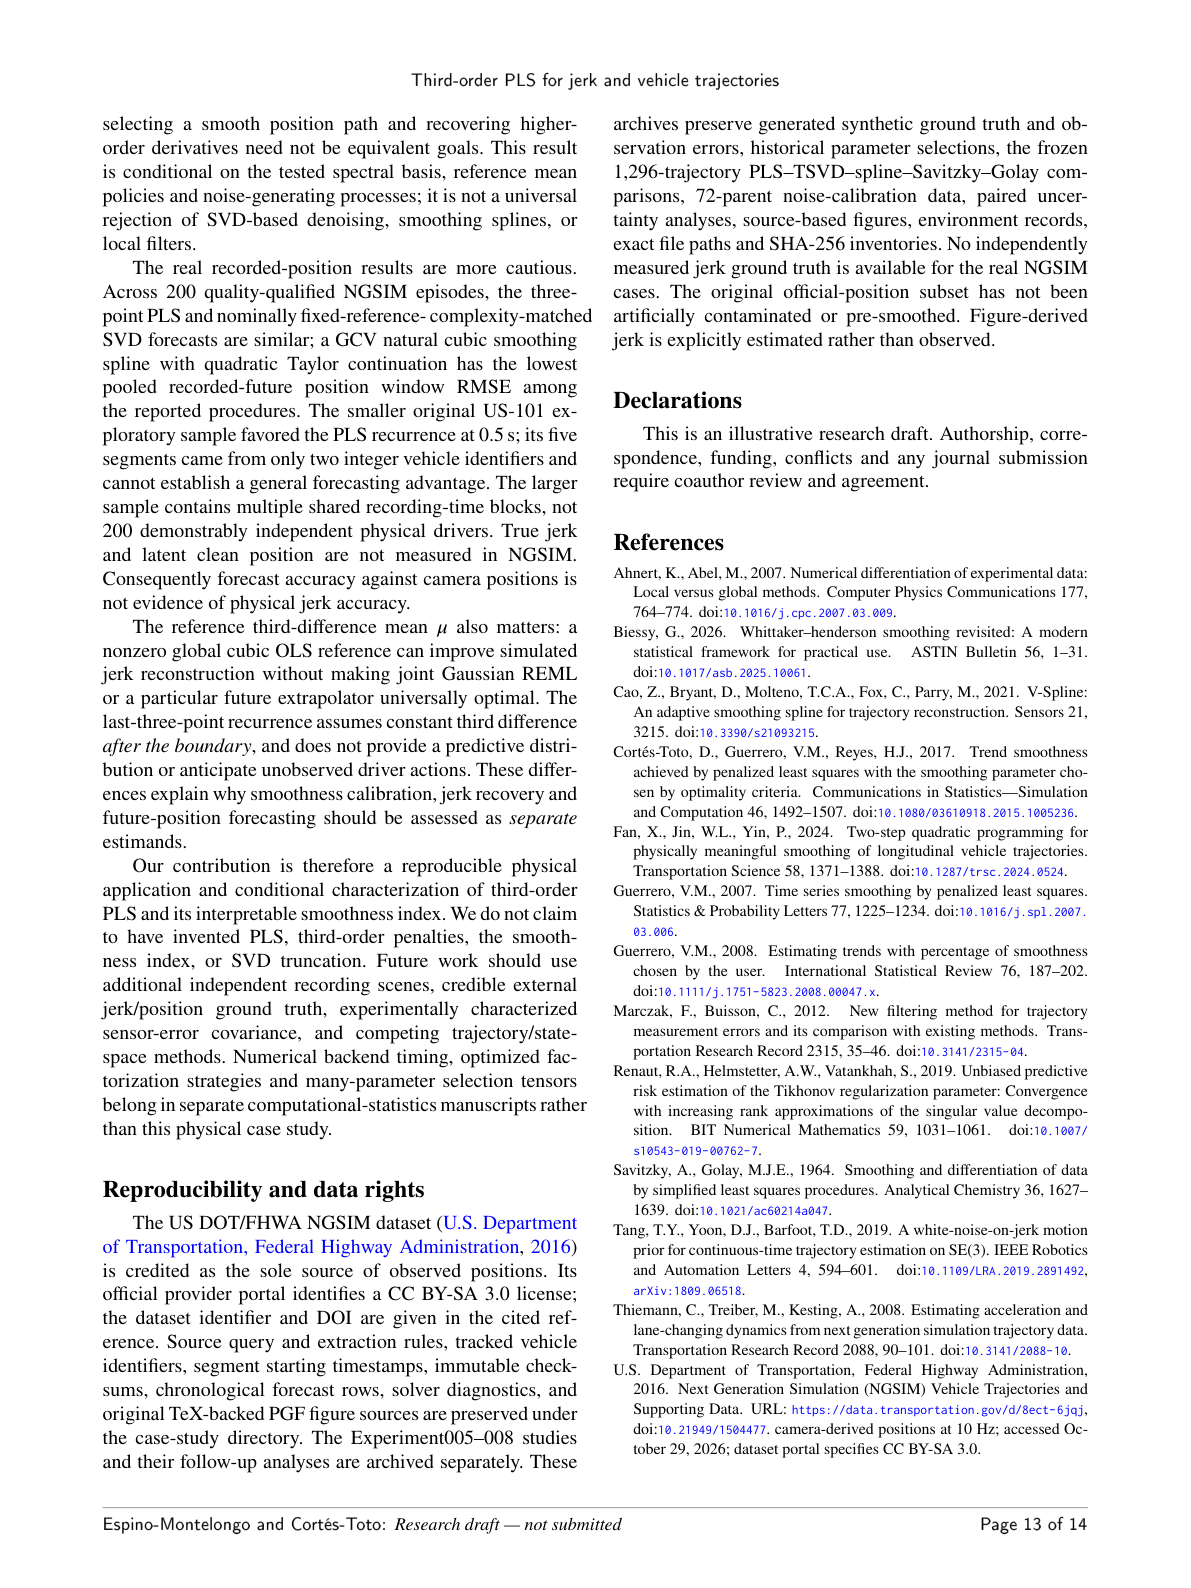 Third-order PLS for jerk and vehicle trajectories
selecting a smooth position path and recovering higher-
order derivatives need not be equivalent goals. This result
is conditional on the tested spectral basis, reference mean
policies and noise-generating processes; it is not a universal
rejection of SVD-based denoising, smoothing splines, or
local filters.
The real recorded-position results are more cautious.
Across 200 quality-qualified NGSIM episodes, the three-
point PLS and nominally fixed-reference- complexity-matched
SVD forecasts are similar; a GCV natural cubic smoothing
spline with quadratic Taylor continuation has the lowest
pooled recorded-future position window RMSE among
the reported procedures. The smaller original US-101 ex-
ploratory sample favored the PLS recurrence at 0.5 s; its five
segments came from only two integer vehicle identifiers and
cannot establish a general forecasting advantage. The larger
sample contains multiple shared recording-time blocks, not
200 demonstrably independent physical drivers. True jerk
and latent clean position are not measured in NGSIM.
Consequently forecast accuracy against camera positions is
not evidence of physical jerk accuracy.
The reference third-difference mean μ also matters: a
nonzero global cubic OLS reference can improve simulated
jerk reconstruction without making joint Gaussian REML
or a particular future extrapolator universally optimal. The
last-three-point recurrence assumes constant third difference
after the boundary, and does not provide a predictive distri-
bution or anticipate unobserved driver actions. These differ-
ences explain why smoothness calibration, jerk recovery and
future-position forecasting should be assessed as separate
estimands.
Our contribution is therefore a reproducible physical
application and conditional characterization of third-order
PLS and its interpretable smoothness index. We do not claim
to have invented PLS, third-order penalties, the smooth-
ness index, or SVD truncation. Future work should use
additional independent recording scenes, credible external
jerk/position ground truth, experimentally characterized
sensor-error covariance, and competing trajectory/state-
space methods. Numerical backend timing, optimized fac-
torization strategies and many-parameter selection tensors
belong in separate computational-statistics manuscripts rather
than this physical case study.
Reproducibility and data rights
The US DOT/FHWA NGSIM dataset (U.S. Department
of Transportation, Federal Highway Administration, 2016)
is credited as the sole source of observed positions. Its
official provider portal identifies a CC BY-SA 3.0 license;
the dataset identifier and DOI are given in the cited ref-
erence. Source query and extraction rules, tracked vehicle
identifiers, segment starting timestamps, immutable check-
sums, chronological forecast rows, solver diagnostics, and
original TeX-backed PGF figure sources are preserved under
the case-study directory. The Experiment005–008 studies
and their follow-up analyses are archived separately. These
archives preserve generated synthetic ground truth and ob-
servation errors, historical parameter selections, the frozen
1,296-trajectory PLS–TSVD–spline–Savitzky–Golay com-
parisons, 72-parent noise-calibration data, paired uncer-
tainty analyses, source-based figures, environment records,
exact file paths and SHA-256 inventories. No independently
measured jerk ground truth is available for the real NGSIM
cases. The original official-position subset has not been
artificially contaminated or pre-smoothed. Figure-derived
jerk is explicitly estimated rather than observed.
Declarations
This is an illustrative research draft. Authorship, corre-
spondence, funding, conflicts and any journal submission
require coauthor review and agreement.
References
Ahnert, K., Abel, M., 2007. Numerical differentiation of experimental data:
Local versus global methods. Computer Physics Communications 177,
764–774. doi:10.1016/j.cpc.2007.03.009.
Biessy, G., 2026. Whittaker–henderson smoothing revisited: A modern
statistical framework for practical use. ASTIN Bulletin 56, 1–31.
doi:10.1017/asb.2025.10061.
Cao, Z., Bryant, D., Molteno, T.C.A., Fox, C., Parry, M., 2021. V-Spline:
An adaptive smoothing spline for trajectory reconstruction. Sensors 21,
3215. doi:10.3390/s21093215.
Cortés-Toto, D., Guerrero, V.M., Reyes, H.J., 2017. Trend smoothness
achieved by penalized least squares with the smoothing parameter cho-
sen by optimality criteria. Communications in Statistics—Simulation
and Computation 46, 1492–1507. doi:10.1080/03610918.2015.1005236.
Fan, X., Jin, W.L., Yin, P., 2024. Two-step quadratic programming for
physically meaningful smoothing of longitudinal vehicle trajectories.
Transportation Science 58, 1371–1388. doi:10.1287/trsc.2024.0524.
Guerrero, V.M., 2007. Time series smoothing by penalized least squares.
Statistics & Probability Letters 77, 1225–1234. doi:10.1016/j.spl.2007.
03.006.
Guerrero, V.M., 2008. Estimating trends with percentage of smoothness
chosen by the user. International Statistical Review 76, 187–202.
doi:10.1111/j.1751-5823.2008.00047.x.
Marczak, F., Buisson, C., 2012. New filtering method for trajectory
measurement errors and its comparison with existing methods. Trans-
portation Research Record 2315, 35–46. doi:10.3141/2315-04.
Renaut, R.A., Helmstetter, A.W., Vatankhah, S., 2019. Unbiased predictive
risk estimation of the Tikhonov regularization parameter: Convergence
with increasing rank approximations of the singular value decompo-
sition. BIT Numerical Mathematics 59, 1031–1061. doi:10.1007/
s10543-019-00762-7.
Savitzky, A., Golay, M.J.E., 1964. Smoothing and differentiation of data
by simplified least squares procedures. Analytical Chemistry 36, 1627–
1639. doi:10.1021/ac60214a047.
Tang, T.Y., Yoon, D.J., Barfoot, T.D., 2019. A white-noise-on-jerk motion
prior for continuous-time trajectory estimation on SE(3). IEEE Robotics
and Automation Letters 4, 594–601. doi:10.1109/LRA.2019.2891492,
arXiv:1809.06518.
Thiemann, C., Treiber, M., Kesting, A., 2008. Estimating acceleration and
lane-changing dynamics from next generation simulation trajectory data.
Transportation Research Record 2088, 90–101. doi:10.3141/2088-10.
U.S. Department of Transportation, Federal Highway Administration,
2016. Next Generation Simulation (NGSIM) Vehicle Trajectories and
Supporting Data. URL: https://data.transportation.gov/d/8ect-6jqj,
doi:10.21949/1504477. camera-derived positions at 10 Hz; accessed Oc-
tober 29, 2026; dataset portal specifies CC BY-SA 3.0.
Espino-Montelongo and Cortés-Toto: Research draft — not submitted
Page 13 of 14